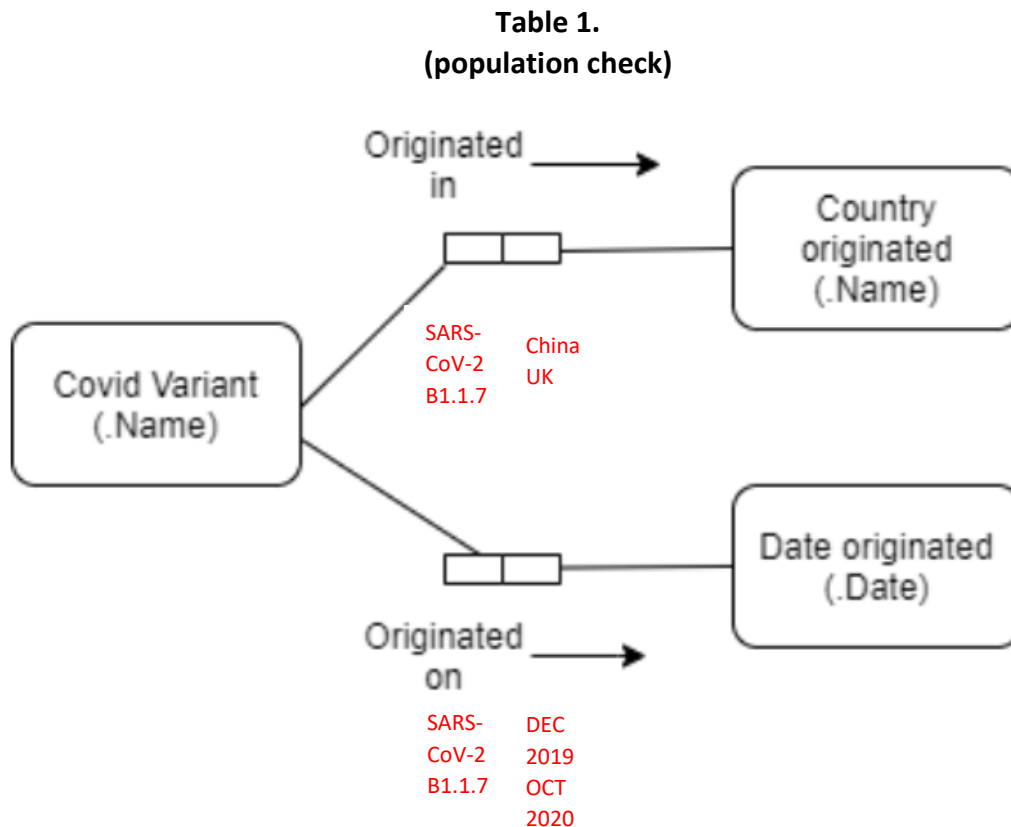 Table 1.
(population check)
Originated
in
Country
originated
(.Name)
SARS-
CoV-2
B1.1.7
China
UK
Covid Variant
(.Name)
Date originated
(.Date)
Originated
on
SARS-
CoV-2
B1.1.7
DEC
2019
OCT
2020